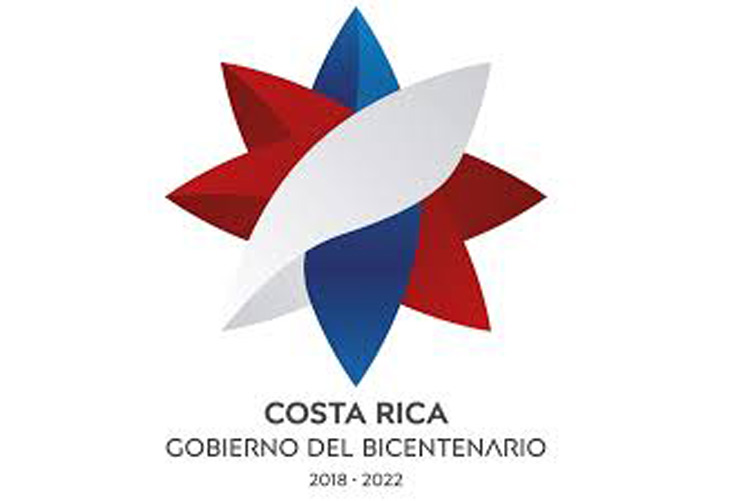 COSTA RICA
GOBIERNO DEL BICENTENARIO
2018 · 2022